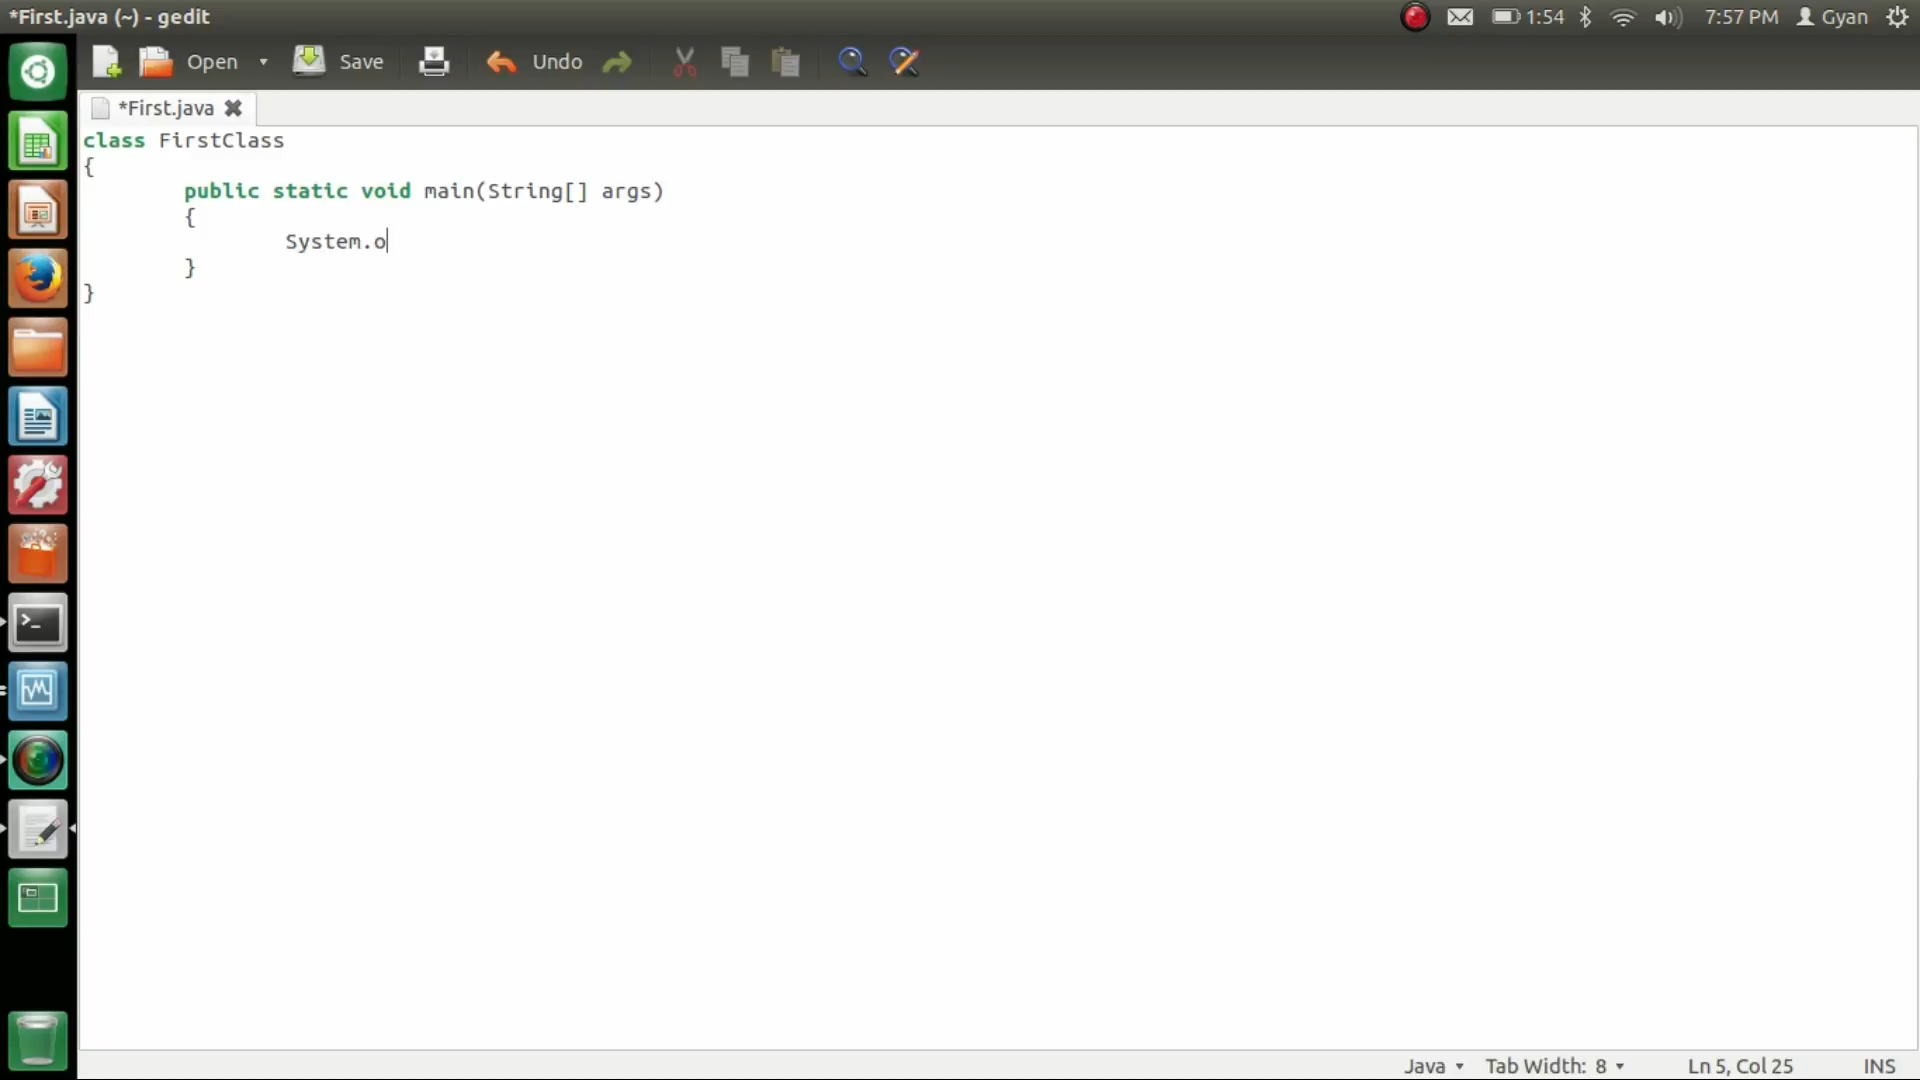 *First.java (~) - gedit
1:54
7:57 PM
Gyan
Open
Save
Undo
*First.java
class FirstClass
{
public static void main(String[] args)
{
System.o
}
}
Java
Tab Width: 8
Ln 5, Col 25
INS